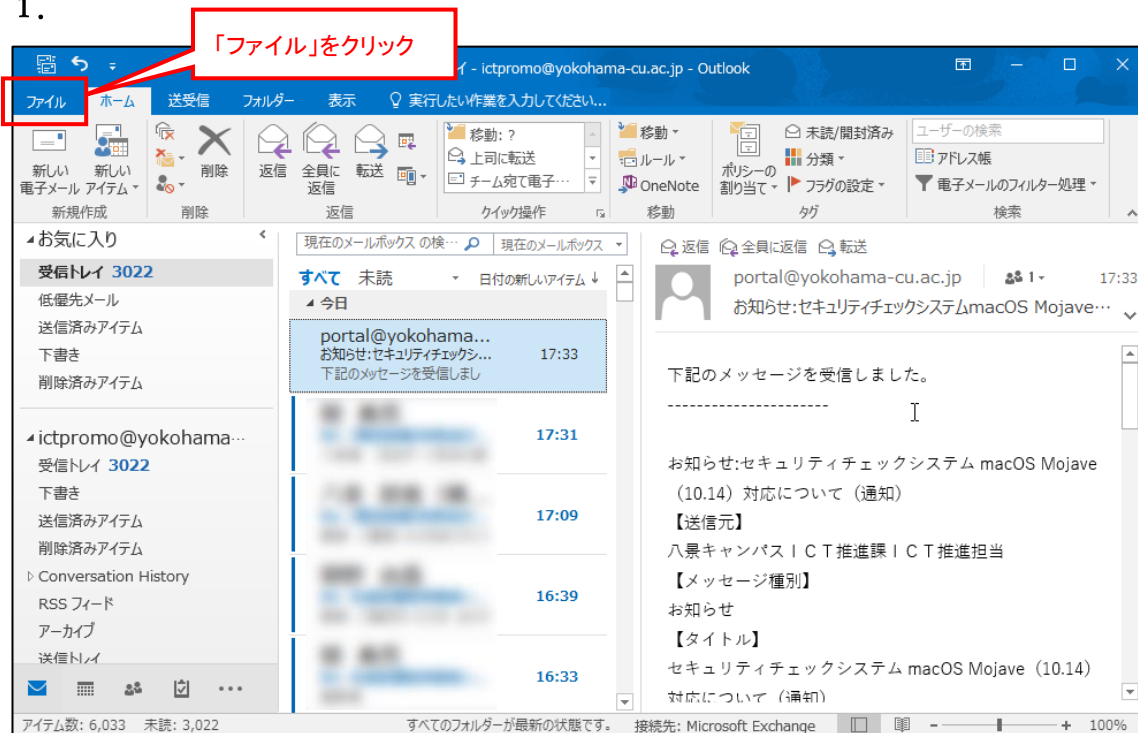 1.
「ファイル」をクリック
イ - ictpromo@yokohama-cu.ac.jp - Outlook
ファイル ホーム 送受信 フォルダー 表示 実行したい作業を入力してください...
新しい電子メール
新しいアイテム
削除
返信
全員に返信
転送
移動: ?
上司に転送
チーム宛て電子…
移動
ルール
OneNote
ポリシーの割り当て
未読/開封済み
分類
フラグの設定
ユーザーの検索
アドレス帳
電子メールのフィルター処理
新規作成 削除 返信 クイック操作 移動 タグ 検索
お気に入り
受信トレイ 3022
低優先メール
送信済みアイテム
下書き
削除済みアイテム
ictpromo@yokohama…
受信トレイ 3022
下書き
送信済みアイテム
削除済みアイテム
Conversation History
RSS フィード
アーカイブ
送信トレイ
現在のメールボックス の検… 現在のメールボックス
すべて 未読 日付の新しいアイテム ↓
今日
portal@yokohama...
お知らせ:セキュリティチェックシ... 17:33
下記のメッセージを受信しまし
17:31
17:09
16:39
16:33
返信 全員に返信 転送
portal@yokohama-cu.ac.jp 1 17:33
お知らせ:セキュリティチェックシステムmacOS Mojave…
下記のメッセージを受信しました。
----------------------
お知らせ:セキュリティチェックシステム macOS Mojave
（10.14）対応について（通知）
【送信元】
八景キャンパスＩＣＴ推進課ＩＣＴ推進担当
【メッセージ種別】
お知らせ
【タイトル】
セキュリティチェックシステム macOS Mojave（10.14）
対応について（通知）
アイテム数: 6,033 未読: 3,022 すべてのフォルダーが最新の状態です。 接続先: Microsoft Exchange - + 100%